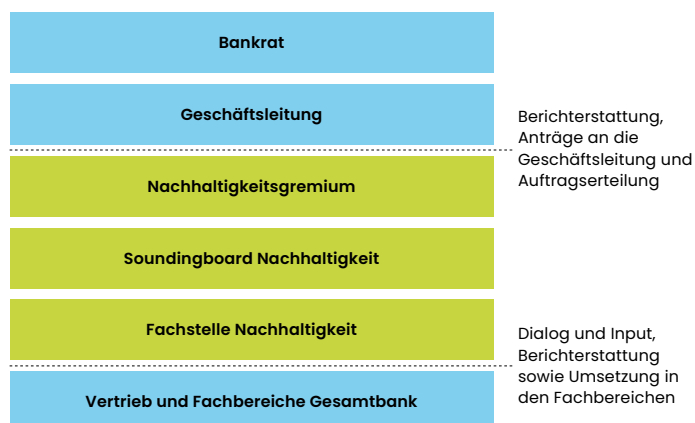 Bankrat
Geschäftsleitung
Berichterstattung,
Anträge an die
Geschäftsleitung und
Auftragserteilung
Nachhaltigkeitsgremium
Soundingboard Nachhaltigkeit
Fachstelle Nachhaltigkeit
Dialog und Input,
Berichterstattung
sowie Umsetzung in
den Fachbereichen
Vertrieb und Fachbereiche Gesamtbank